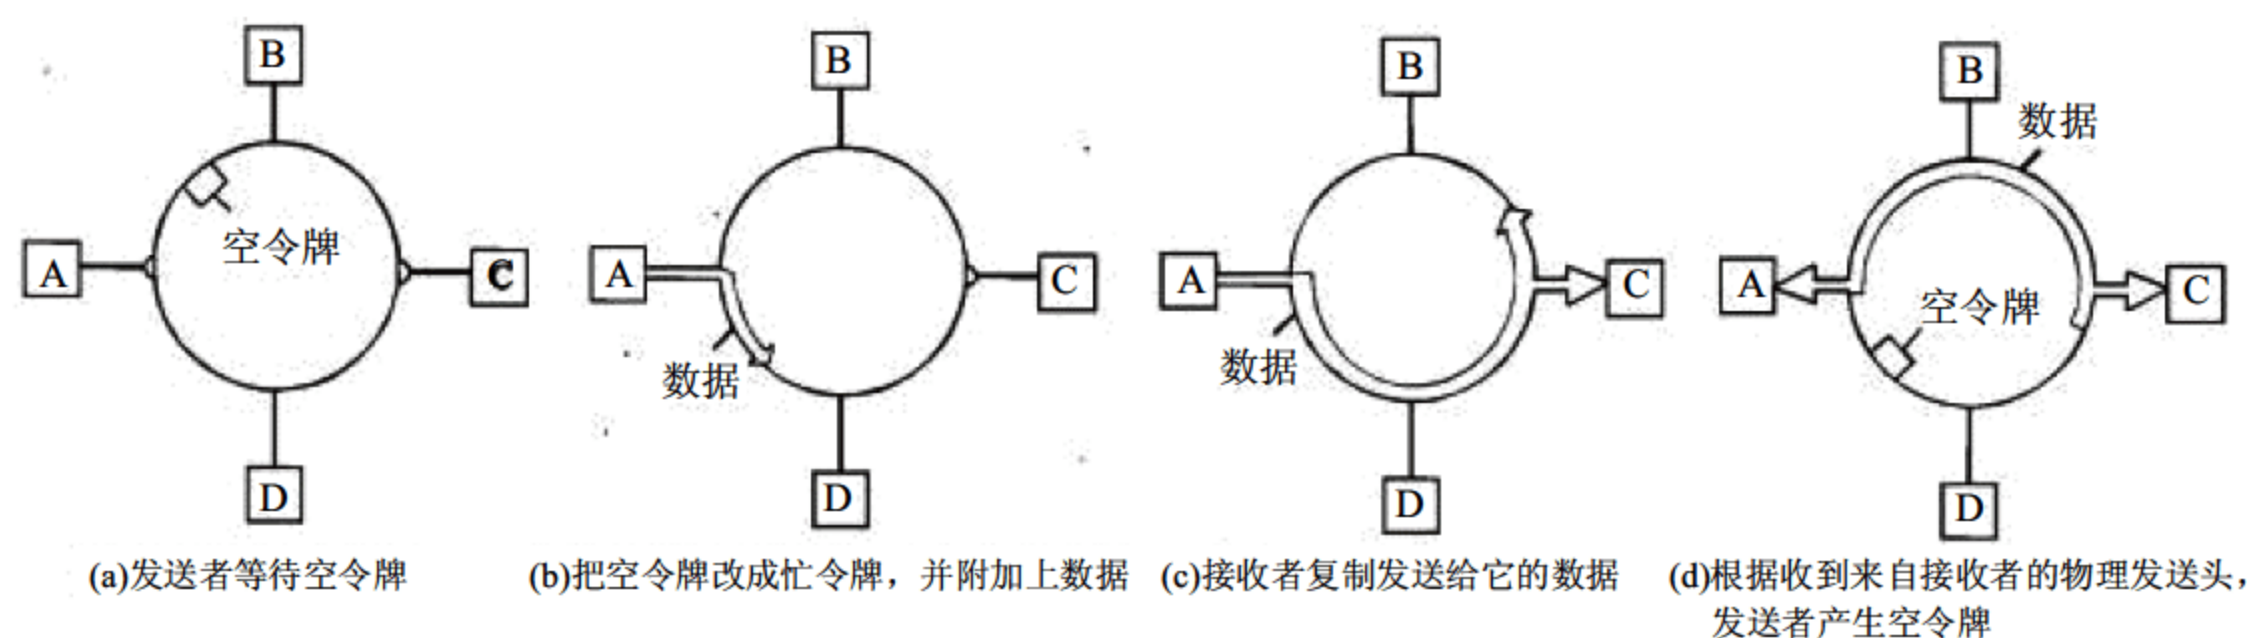 B
A
空令牌
C
D
(a)发送者等待空令牌
B
A
C
数据
D
(b)把空令牌改成忙令牌，并附加上数据
B
A
C
数据
D
(c)接收者复制发送给它的数据
B
数据
A
空令牌
C
D
(d)根据收到来自接收者的物理发送头，
发送者产生空令牌